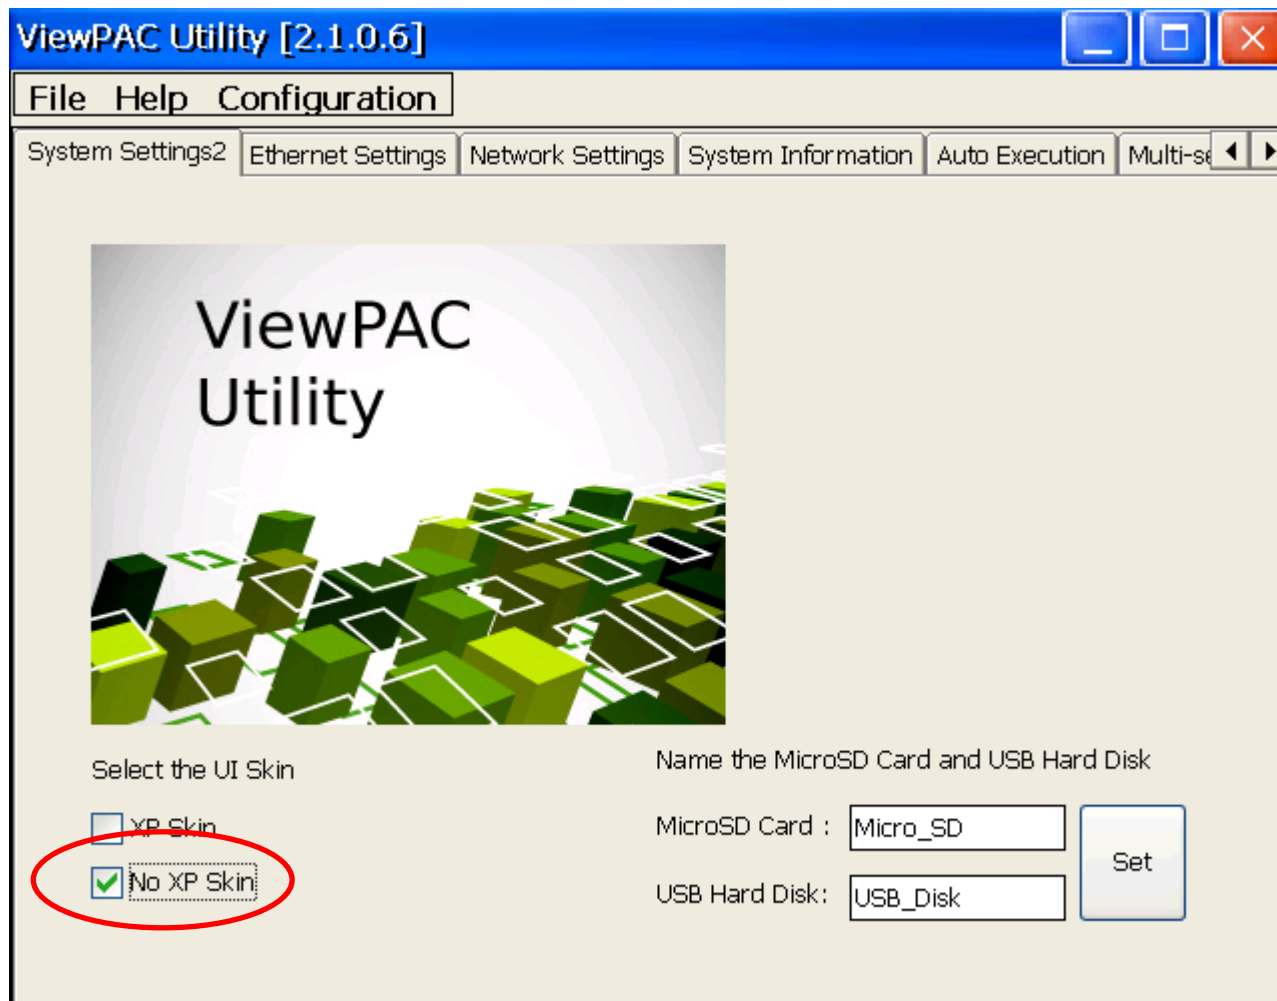 ViewPAC Utility [2.1.0.6]
File Help Configuration
System Settings2 Ethernet Settings Network Settings System Information Auto Execution Multi-se
ViewPAC
Utility
Select the UI Skin
XP Skin
No XP Skin
Name the MicroSD Card and USB Hard Disk
MicroSD Card : Micro_SD
USB Hard Disk: USB_Disk
Set